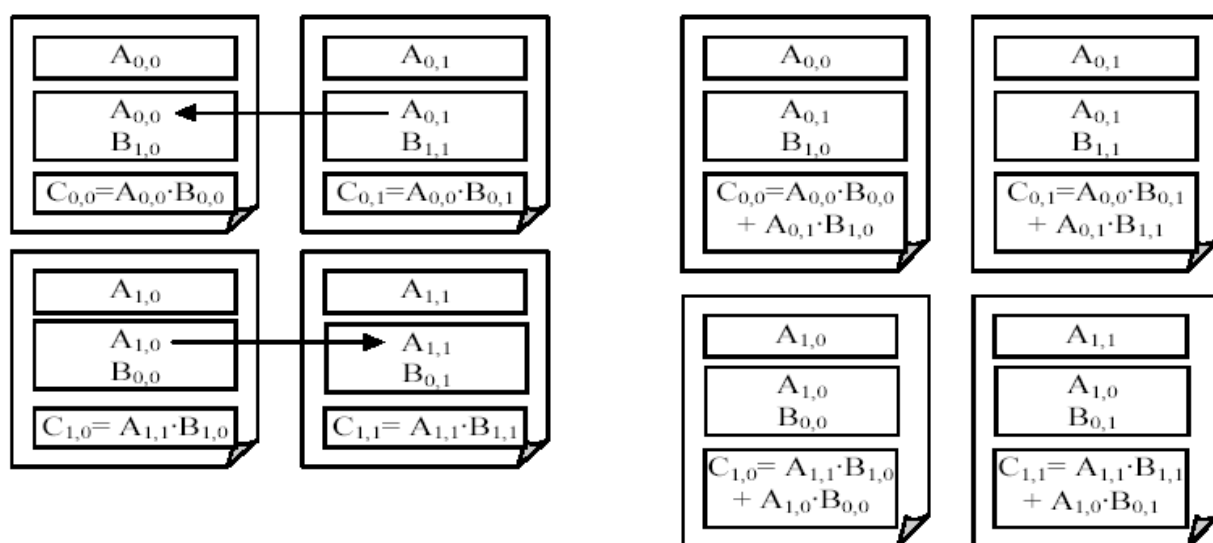 A₀,₀
A₀,₀
B₁,₀
C₀,₀=A₀,₀·B₀,₀
A₀,₁
A₀,₁
B₁,₁
C₀,₁=A₀,₀·B₀,₁
A₁,₀
A₁,₀
B₀,₀
C₁,₀= A₁,₁·B₁,₀
A₁,₁
A₁,₁
B₀,₁
C₁,₁= A₁,₁·B₁,₁
A₀,₀
A₀,₁
B₁,₀
C₀,₀=A₀,₀·B₀,₀
+ A₀,₁·B₁,₀
A₀,₁
A₀,₁
B₁,₁
C₀,₁=A₀,₀·B₀,₁
+ A₀,₁·B₁,₁
A₁,₀
A₁,₀
B₀,₀
C₁,₀= A₁,₁·B₁,₀
+ A₁,₀·B₀,₀
A₁,₁
A₁,₀
B₀,₁
C₁,₁= A₁,₁·B₁,₁
+ A₁,₀·B₀,₁